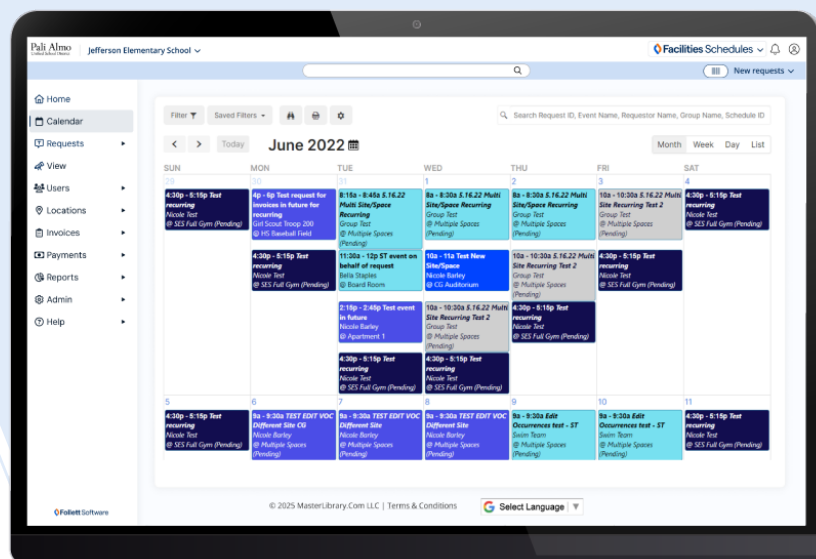 Pali Almo
Unified School District
Jefferson Elementary School
Facilities Schedules
New requests
Home
Calendar
Requests
View
Users
Locations
Invoices
Payments
Reports
Admin
Help
Follett Software
Filter
Saved Filters
Search Request ID, Event Name, Requestor Name, Group Name, Schedule ID
Today
June 2022
Month Week Day List
SUN MON TUE WED THU FRI SAT
29 30 31 1 2 3 4
4:30p - 5:15p Test
recurring
Nicole Test
@ SES Full Gym (Pending)
4p - 6p Test request for
invoices in future for
recurring
Girl Scout Troop 200
@ HS Baseball Field
8:15a - 8:45a 5.16.22
Multi Site/Space
Recurring
Group Test
@ Multiple Spaces
(Pending)
8a - 8:30a 5.16.22 Multi
Site/Space Recurring
Group Test
@ Multiple Spaces
(Pending)
8a - 8:30a 5.16.22 Multi
Site/Space Recurring
Group Test
@ Multiple Spaces
(Pending)
10a - 10:30a 5.16.22 Multi
Site Recurring Test 2
Group Test
@ Multiple Spaces
(Pending)
4:30p - 5:15p Test
recurring
Nicole Test
@ SES Full Gym (Pending)
4:30p - 5:15p Test
recurring
Nicole Test
@ SES Full Gym (Pending)
11:30a - 12p ST event on
behalf of request
Bella Staples
@ Board Room
10a - 11a Test New
Site/Space
Nicole Barley
@ CG Auditorium
10a - 10:30a 5.16.22 Multi
Site Recurring Test 2
Group Test
@ Multiple Spaces
(Pending)
4:30p - 5:15p Test
recurring
Nicole Test
@ SES Full Gym (Pending)
2:15p - 2:45p Test event
in future
Nicole Barley
@ Apartment 1
10a - 10:30a 5.16.22 Multi
Site Recurring Test 2
Group Test
@ Multiple Spaces
(Pending)
4:30p - 5:15p Test
recurring
Nicole Test
@ SES Full Gym (Pending)
4:30p - 5:15p Test
recurring
Nicole Test
@ SES Full Gym (Pending)
4:30p - 5:15p Test
recurring
Nicole Test
@ SES Full Gym (Pending)
5 6 7 8 9 10 11
4:30p - 5:15p Test
recurring
Nicole Test
@ SES Full Gym (Pending)
9a - 9:30a TEST EDIT VOC
Different Site CG
Nicole Barley
@ Multiple Spaces
(Pending)
9a - 9:30a TEST EDIT VOC
Different Site
Nicole Barley
@ Multiple Spaces
(Pending)
9a - 9:30a TEST EDIT VOC
Different Site CG
Nicole Barley
@ Multiple Spaces
(Pending)
9a - 9:30a Edit
Occurrences test - ST
Swim Team
@ Multiple Spaces
(Pending)
9a - 9:30a Edit
Occurrences test - ST
Swim Team
@ Multiple Spaces
(Pending)
4:30p - 5:15p Test
recurring
Nicole Test
@ SES Full Gym (Pending)
© 2025 MasterLibrary.Com LLC | Terms & Conditions
G Select Language